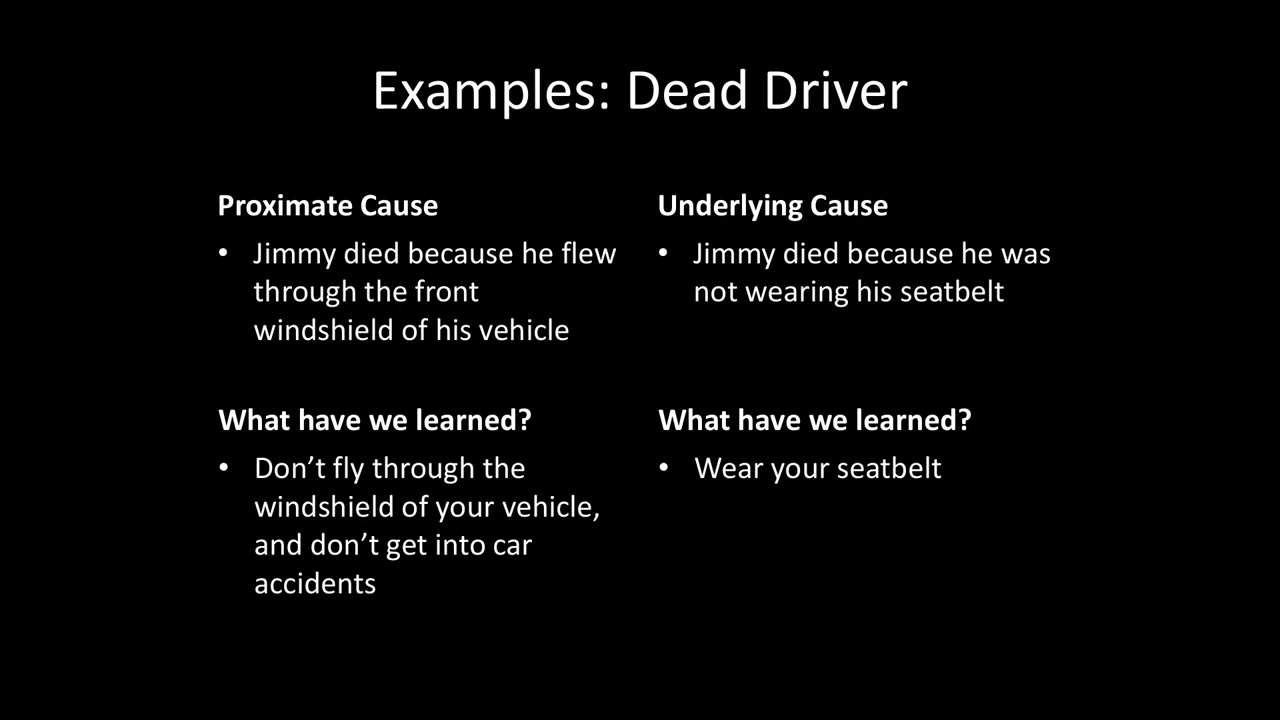 Examples: Dead Driver
Proximate Cause
• Jimmy died because he flew
through the front
windshield of his vehicle
What have we learned?
• Don’t fly through the
windshield of your vehicle,
and don’t get into car
accidents
Underlying Cause
• Jimmy died because he was
not wearing his seatbelt
What have we learned?
• Wear your seatbelt